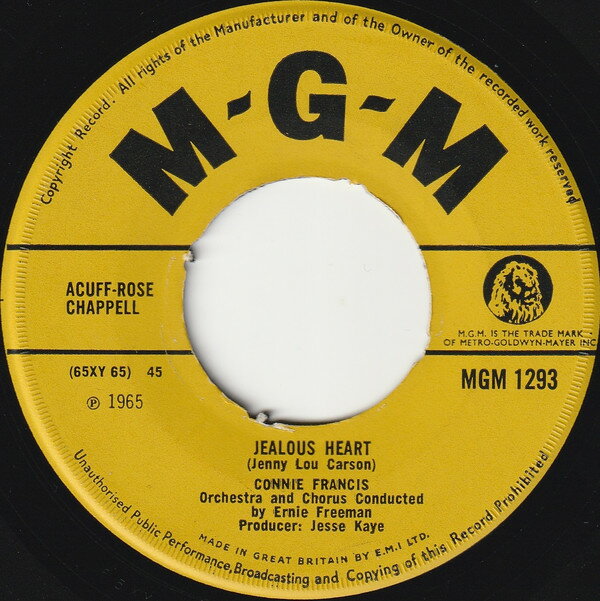 Copyright Record. All rights of the Manufacturer and of the Owner of the recorded work reserved
M-G-M
ACUFF-ROSE
CHAPPELL
M.G.M. IS THE TRADE MARK
OF METRO-GOLDWYN-MAYER INC
(65XY 65) 45
℗ 1965
MGM 1293
JEALOUS HEART
(Jenny Lou Carson)
CONNIE FRANCIS
Orchestra and Chorus Conducted
by Ernie Freeman
Producer: Jesse Kaye
MADE IN GREAT BRITAIN BY E.M.I LTD.
Unauthorised Public Performance, Broadcasting and Copying of this Record Prohibited